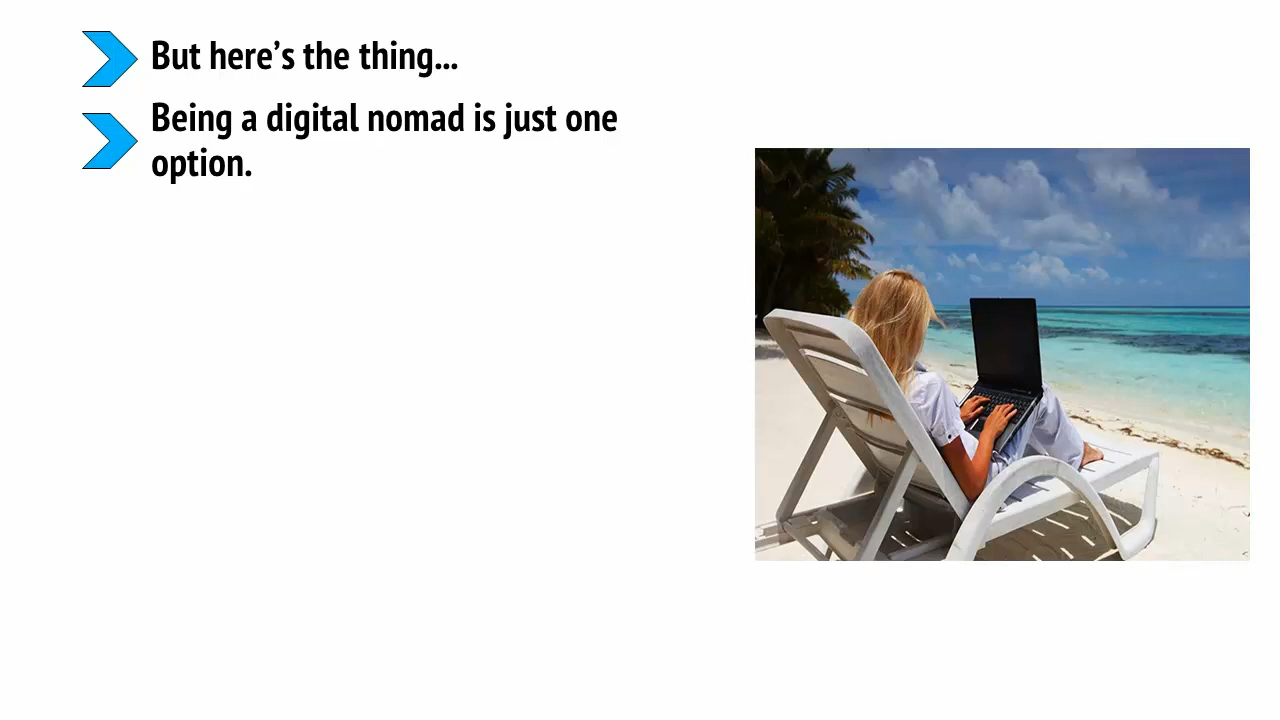 But here’s the thing...
Being a digital nomad is just one
option.